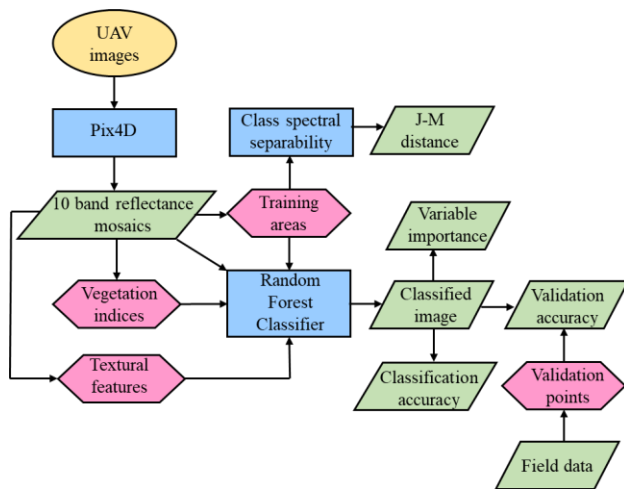 UAV
images
Pix4D
Class spectral
separability
J-M
distance
10 band reflectance
mosaics
Training
areas
Variable
importance
Vegetation
indices
Random
Forest
Classifier
Classified
image
Validation
accuracy
Textural
features
Classification
accuracy
Validation
points
Field data